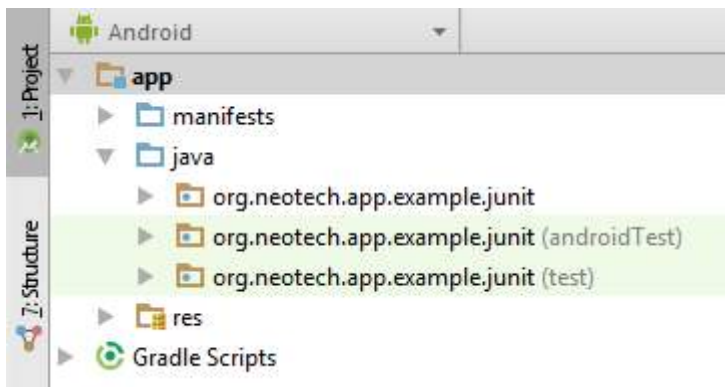 Android
1: Project
app
manifests
java
org.neotech.app.example.junit
org.neotech.app.example.junit (androidTest)
org.neotech.app.example.junit (test)
7: Structure
res
Gradle Scripts